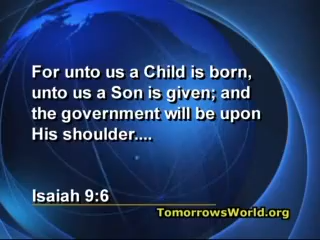 For unto us a Child is born,
unto us a Son is given; and
the government will be upon
His shoulder....
Isaiah 9:6
TomorrowsWorld.org